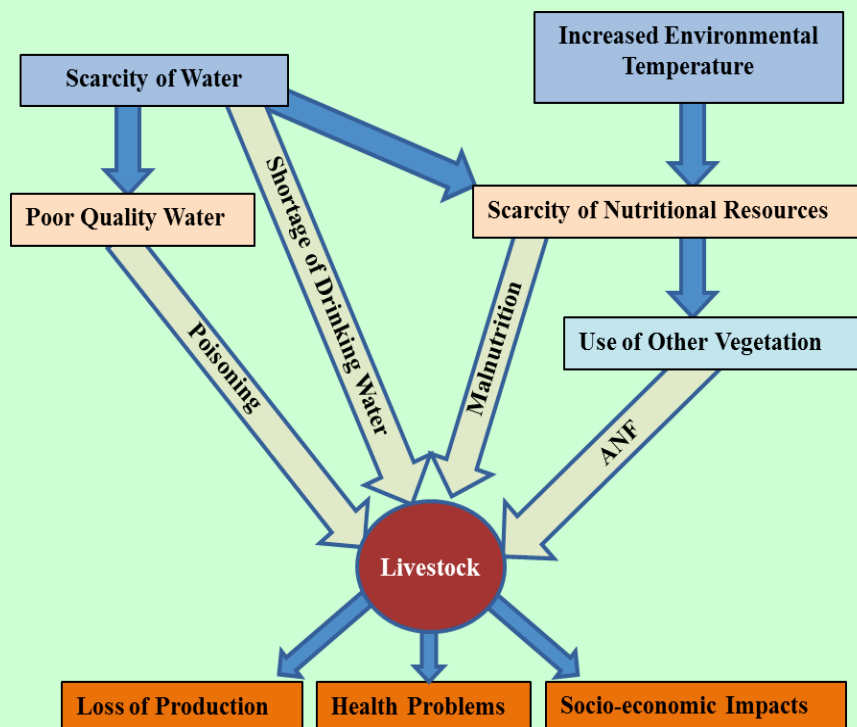 Increased Environmental
Temperature
Scarcity of Water
Shortage of Drinking Water
Poor Quality Water
Scarcity of Nutritional Resources
Poisoning
Malnutrition
Use of Other Vegetation
ANF
Livestock
Loss of Production
Health Problems
Socio-economic Impacts